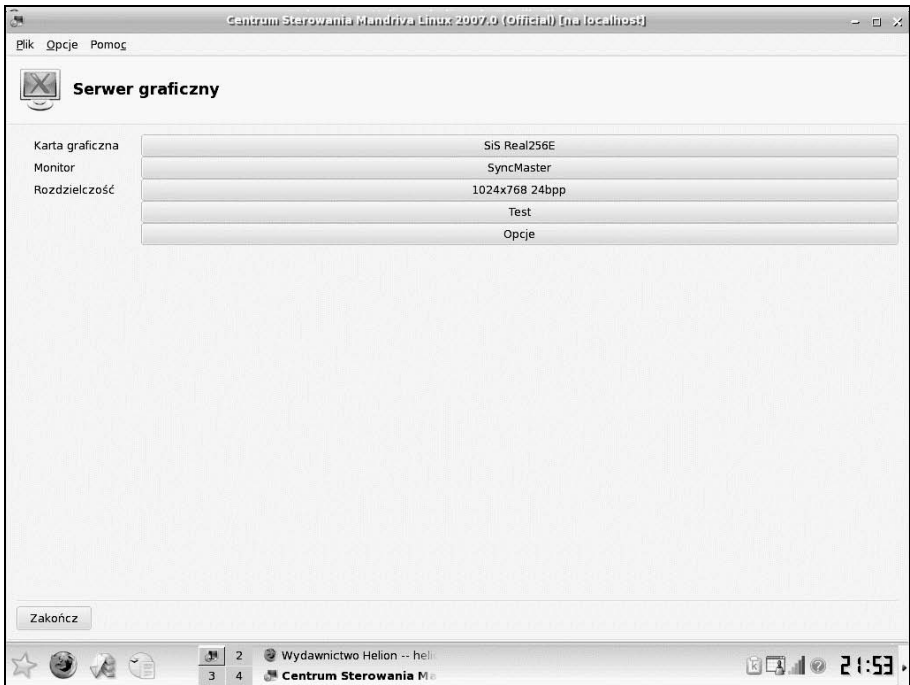 Centrum Sterowania Mandriva Linux 2007.0 (Official) [na localhost]
Plik Opcje Pomoc
Serwer graficzny
Karta graficzna SiS Real256E
Monitor SyncMaster
Rozdzielczość 1024x768 24bpp
Test
Opcje
Zakończ
2 Wydawnictwo Helion -- heli
3 4 Centrum Sterowania Ma
21:53